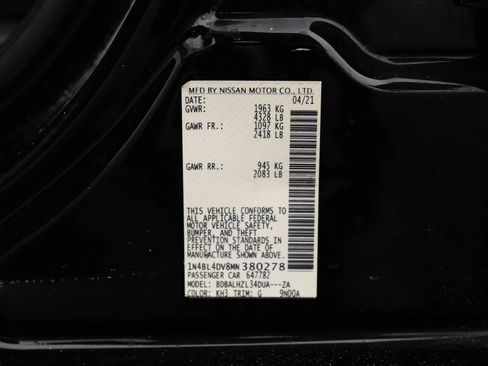 MFD BY NISSAN MOTOR CO., LTD.
DATE: 04/21
GVWR: 1963 KG
4328 LB
GAWR FR.: 1097 KG
2418 LB
GAWR RR.: 945 KG
2083 LB
THIS VEHICLE CONFORMS TO
ALL APPLICABLE FEDERAL
MOTOR VEHICLE SAFETY,
BUMPER, AND THEFT
PREVENTION STANDARDS IN
EFFECT ON THE DATE OF
MANUFACTURE SHOWN ABOVE.
1N4BL4DV8MN380278
PASSENGER CAR 647782
MODEL: BDBALHZL34DUA---ZA
COLOR: KH3 TRIM: G 9N00A